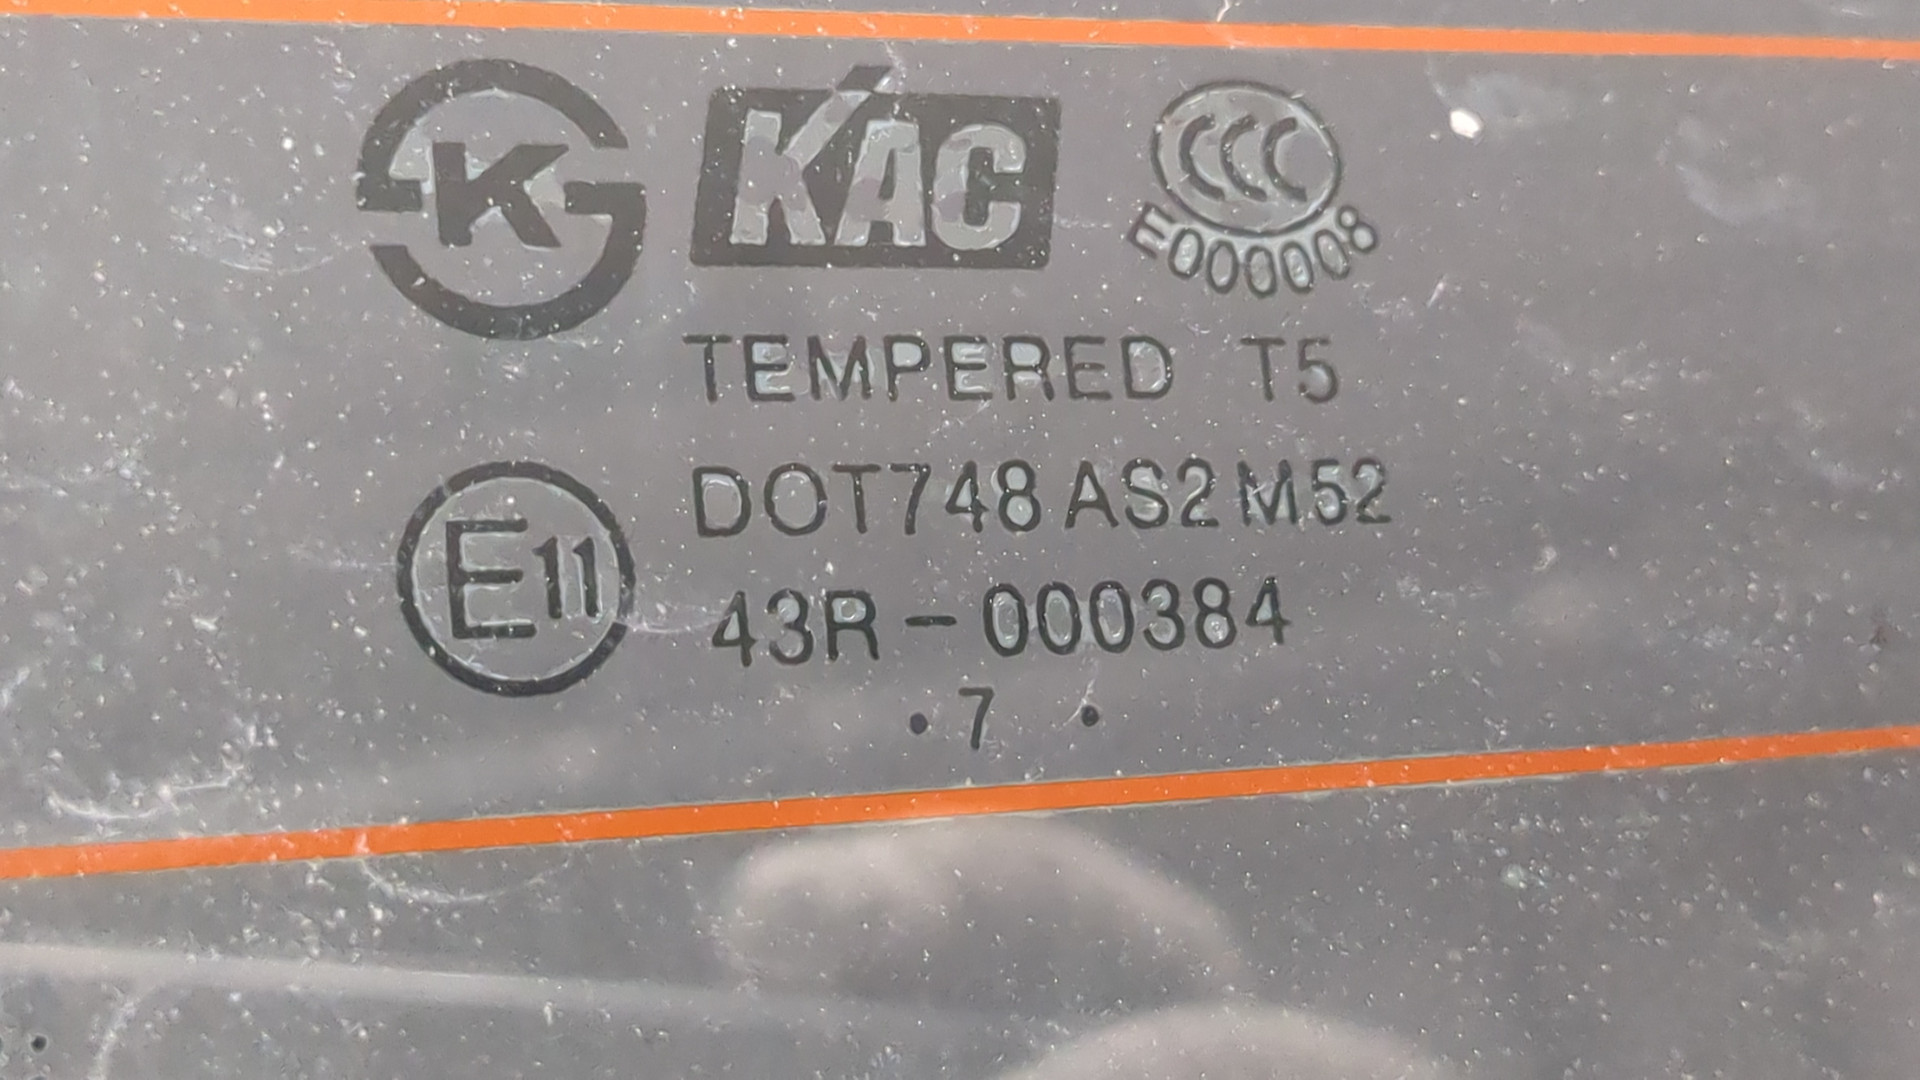 K KAC CCC
E000008
TEMPERED T5
DOT748 AS2 M52
E11
43R-000384
.7 .